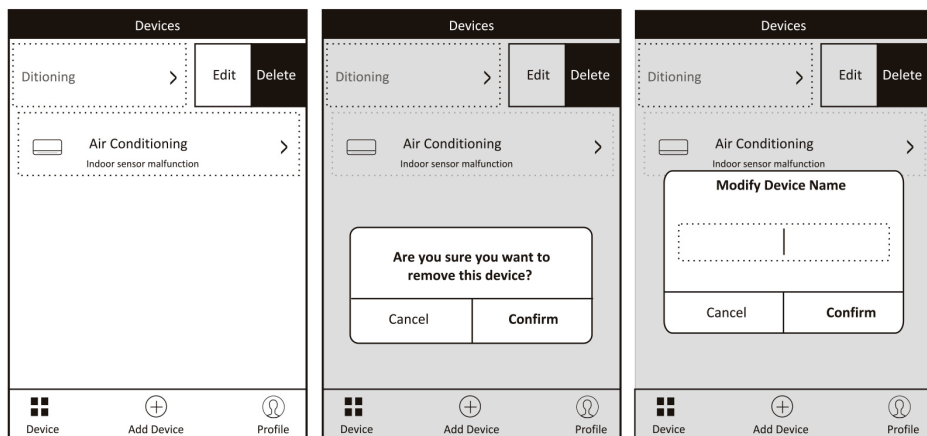 Devices
Ditioning
Edit
Delete
Air Conditioning
Indoor sensor malfunction
Device
Add Device
Profile
Devices
Ditioning
Edit
Delete
Air Conditioning
Indoor sensor malfunction
Are you sure you want to
remove this device?
Cancel
Confirm
Device
Add Device
Profile
Devices
Ditioning
Edit
Delete
Air Conditioning
Indoor sensor malfunction
Modify Device Name
Cancel
Confirm
Device
Add Device
Profile